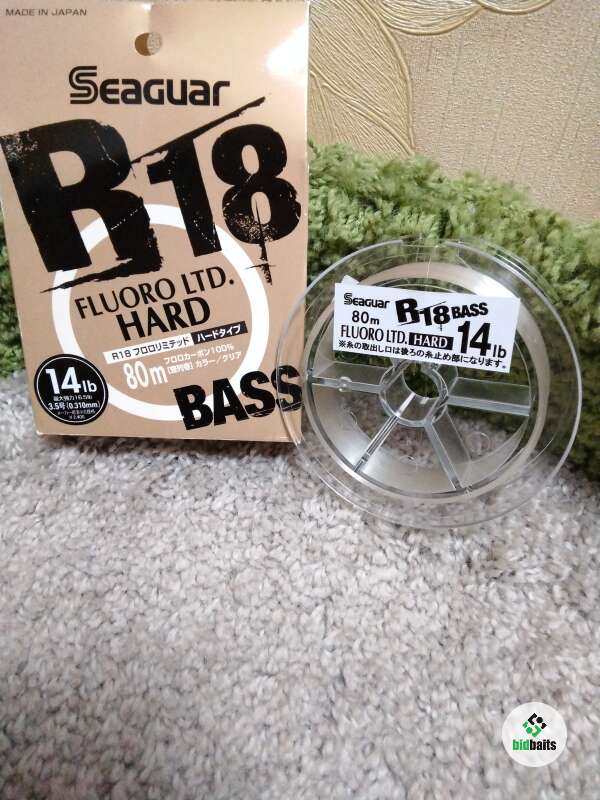 MADE IN JAPAN
Seaguar
R18
FLUORO LTD.
HARD
R18 フロロリミテッド ハードタイプ
80m
フロロカーボン100%
カラー/クリア
14lb
3.5号(0.310mm)
BASS
Seaguar R18 BASS
80m
FLUORO LTD. HARD 14lb
※糸の取出し口は後ろの糸止め部になります。
bidbaits